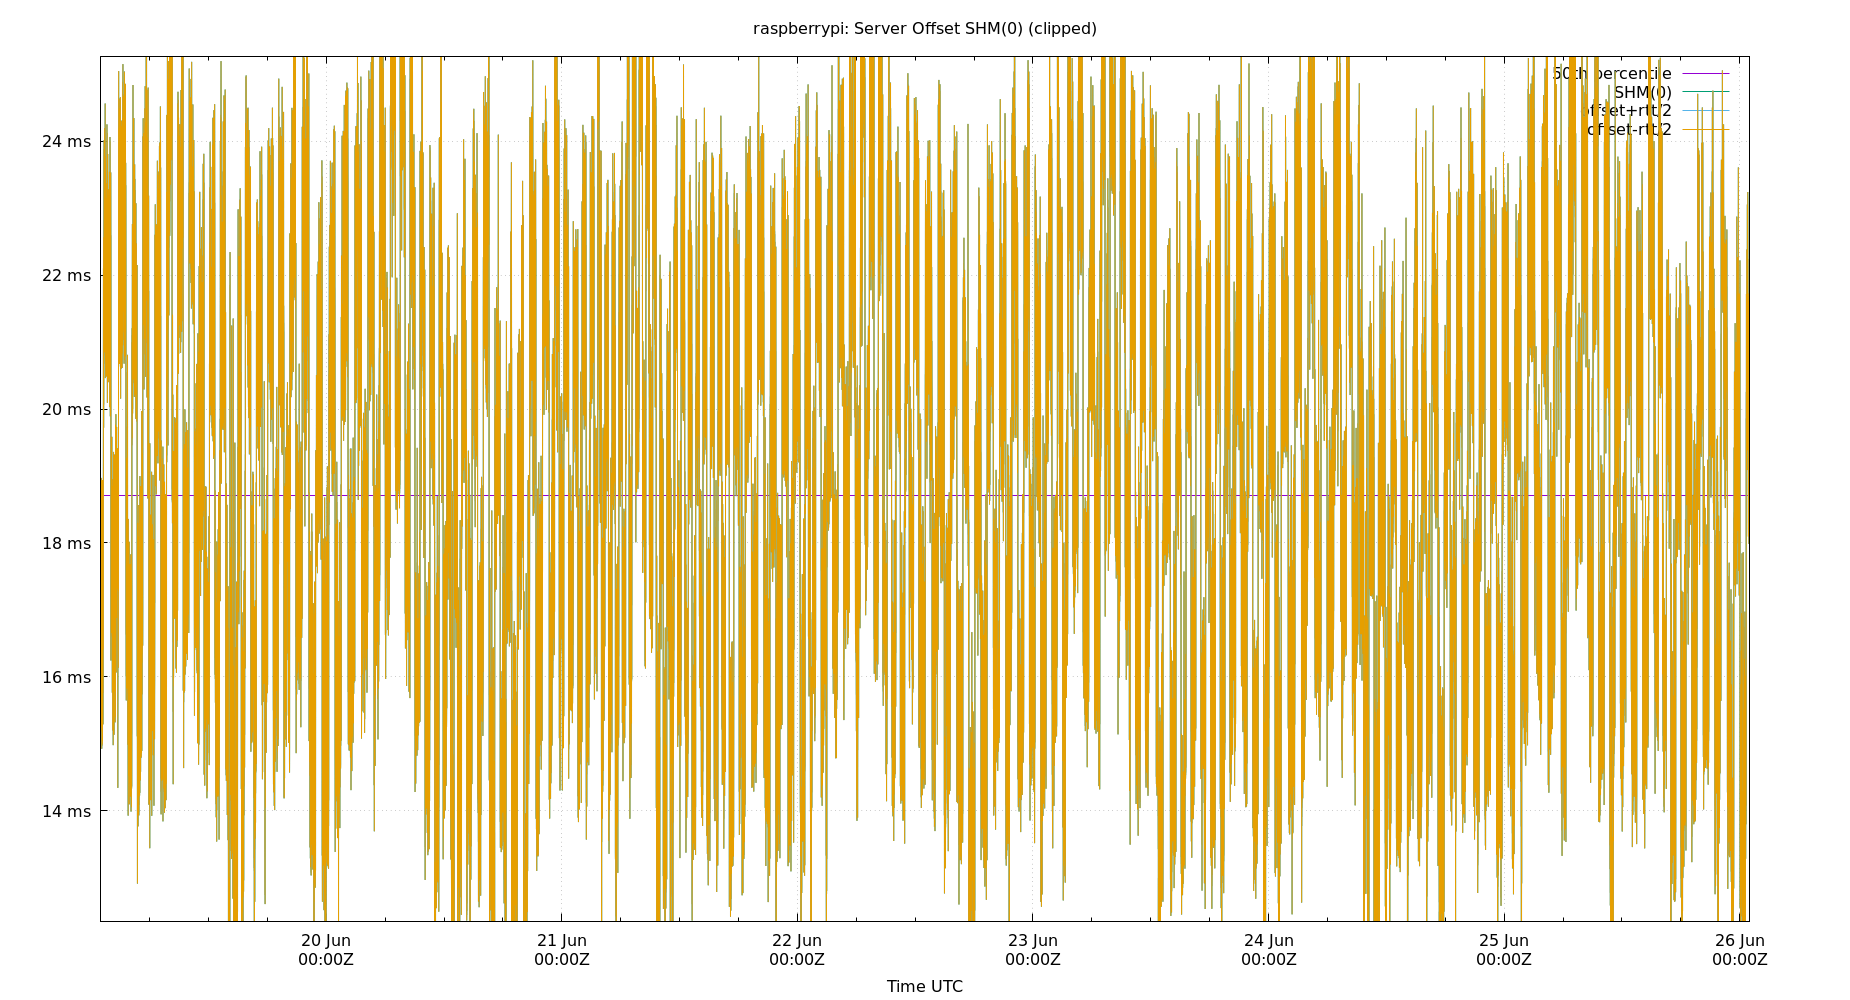 raspberrypi: Server Offset SHM(0) (clipped)
50th percentile
SHM(0)
offset+rtt/2
offset-rtt/2
24 ms
22 ms
20 ms
18 ms
16 ms
14 ms
20 Jun 21 Jun 22 Jun 23 Jun 24 Jun 25 Jun 26 Jun
00:00Z 00:00Z 00:00Z 00:00Z 00:00Z 00:00Z 00:00Z
Time UTC